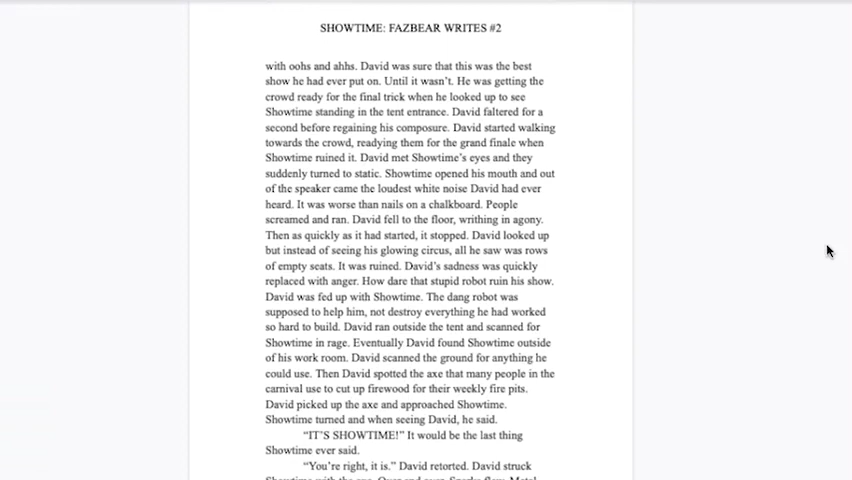 SHOWTIME: FAZBEAR WRITES #2
with oohs and ahhs. David was sure that this was the best
show he had ever put on. Until it wasn't. He was getting the
crowd ready for the final trick when he looked up to see
Showtime standing in the tent entrance. David faltered for a
second before regaining his composure. David started walking
towards the crowd, readying them for the grand finale when
Showtime ruined it. David met Showtime's eyes and they
suddenly turned to static. Showtime opened his mouth and out
of the speaker came the loudest white noise David had ever
heard. It was worse than nails on a chalkboard. People
screamed and ran. David fell to the floor, writhing in agony.
Then as quickly as it had started, it stopped. David looked up
but instead of seeing his glowing circus, all he saw was rows
of empty seats. It was ruined. David's sadness was quickly
replaced with anger. How dare that stupid robot ruin his show.
David was fed up with Showtime. The dang robot was
supposed to help him, not destroy everything he had worked
so hard to build. David ran outside the tent and scanned for
Showtime in rage. Eventually David found Showtime outside
of his work room. David scanned the ground for anything he
could use. Then David spotted the axe that many people in the
carnival use to cut up firewood for their weekly fire pits.
David picked up the axe and approached Showtime.
Showtime turned and when seeing David, he said.
"IT'S SHOWTIME!" It would be the last thing
Showtime ever said.
"You're right, it is." David retorted. David struck